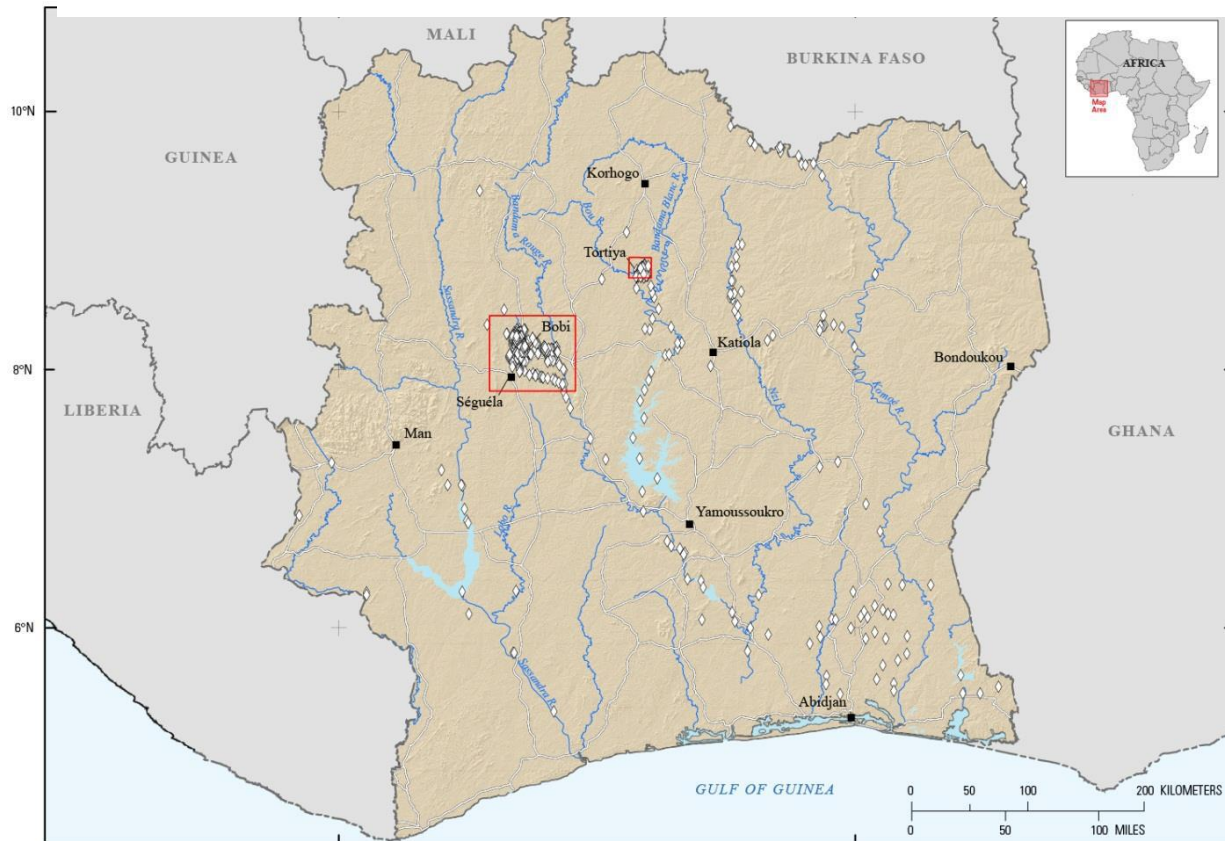 MALI
BURKINA FASO
AFRICA
Map
Area
10°N
GUINEA
Korhogo
Bandama Blanc R.
Bou R.
Bandama Rouge R.
Tortiya
Sassandra R.
Bobi
Katiola
Bondoukou
8°N
Séguéla
LIBERIA
Man
Nzi R.
Komoé R.
GHANA
Yamoussoukro
6°N
Sassandra R.
Abidjan
GULF OF GUINEA
0 50 100 200 KILOMETERS
0 50 100 MILES